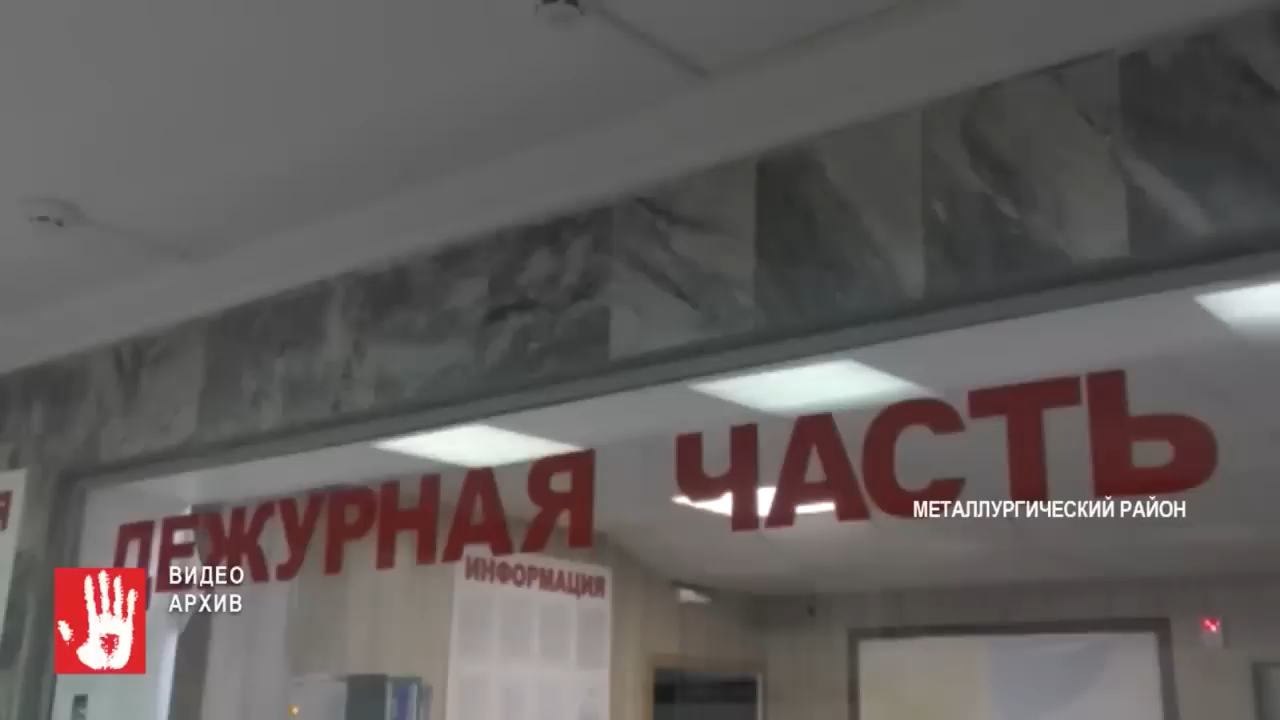 ДЕЖУРНАЯ ЧАСТЬ
МЕТАЛЛУРГИЧЕСКИЙ РАЙОН
ИНФОРМАЦИЯ
ВИДЕО
АРХИВ